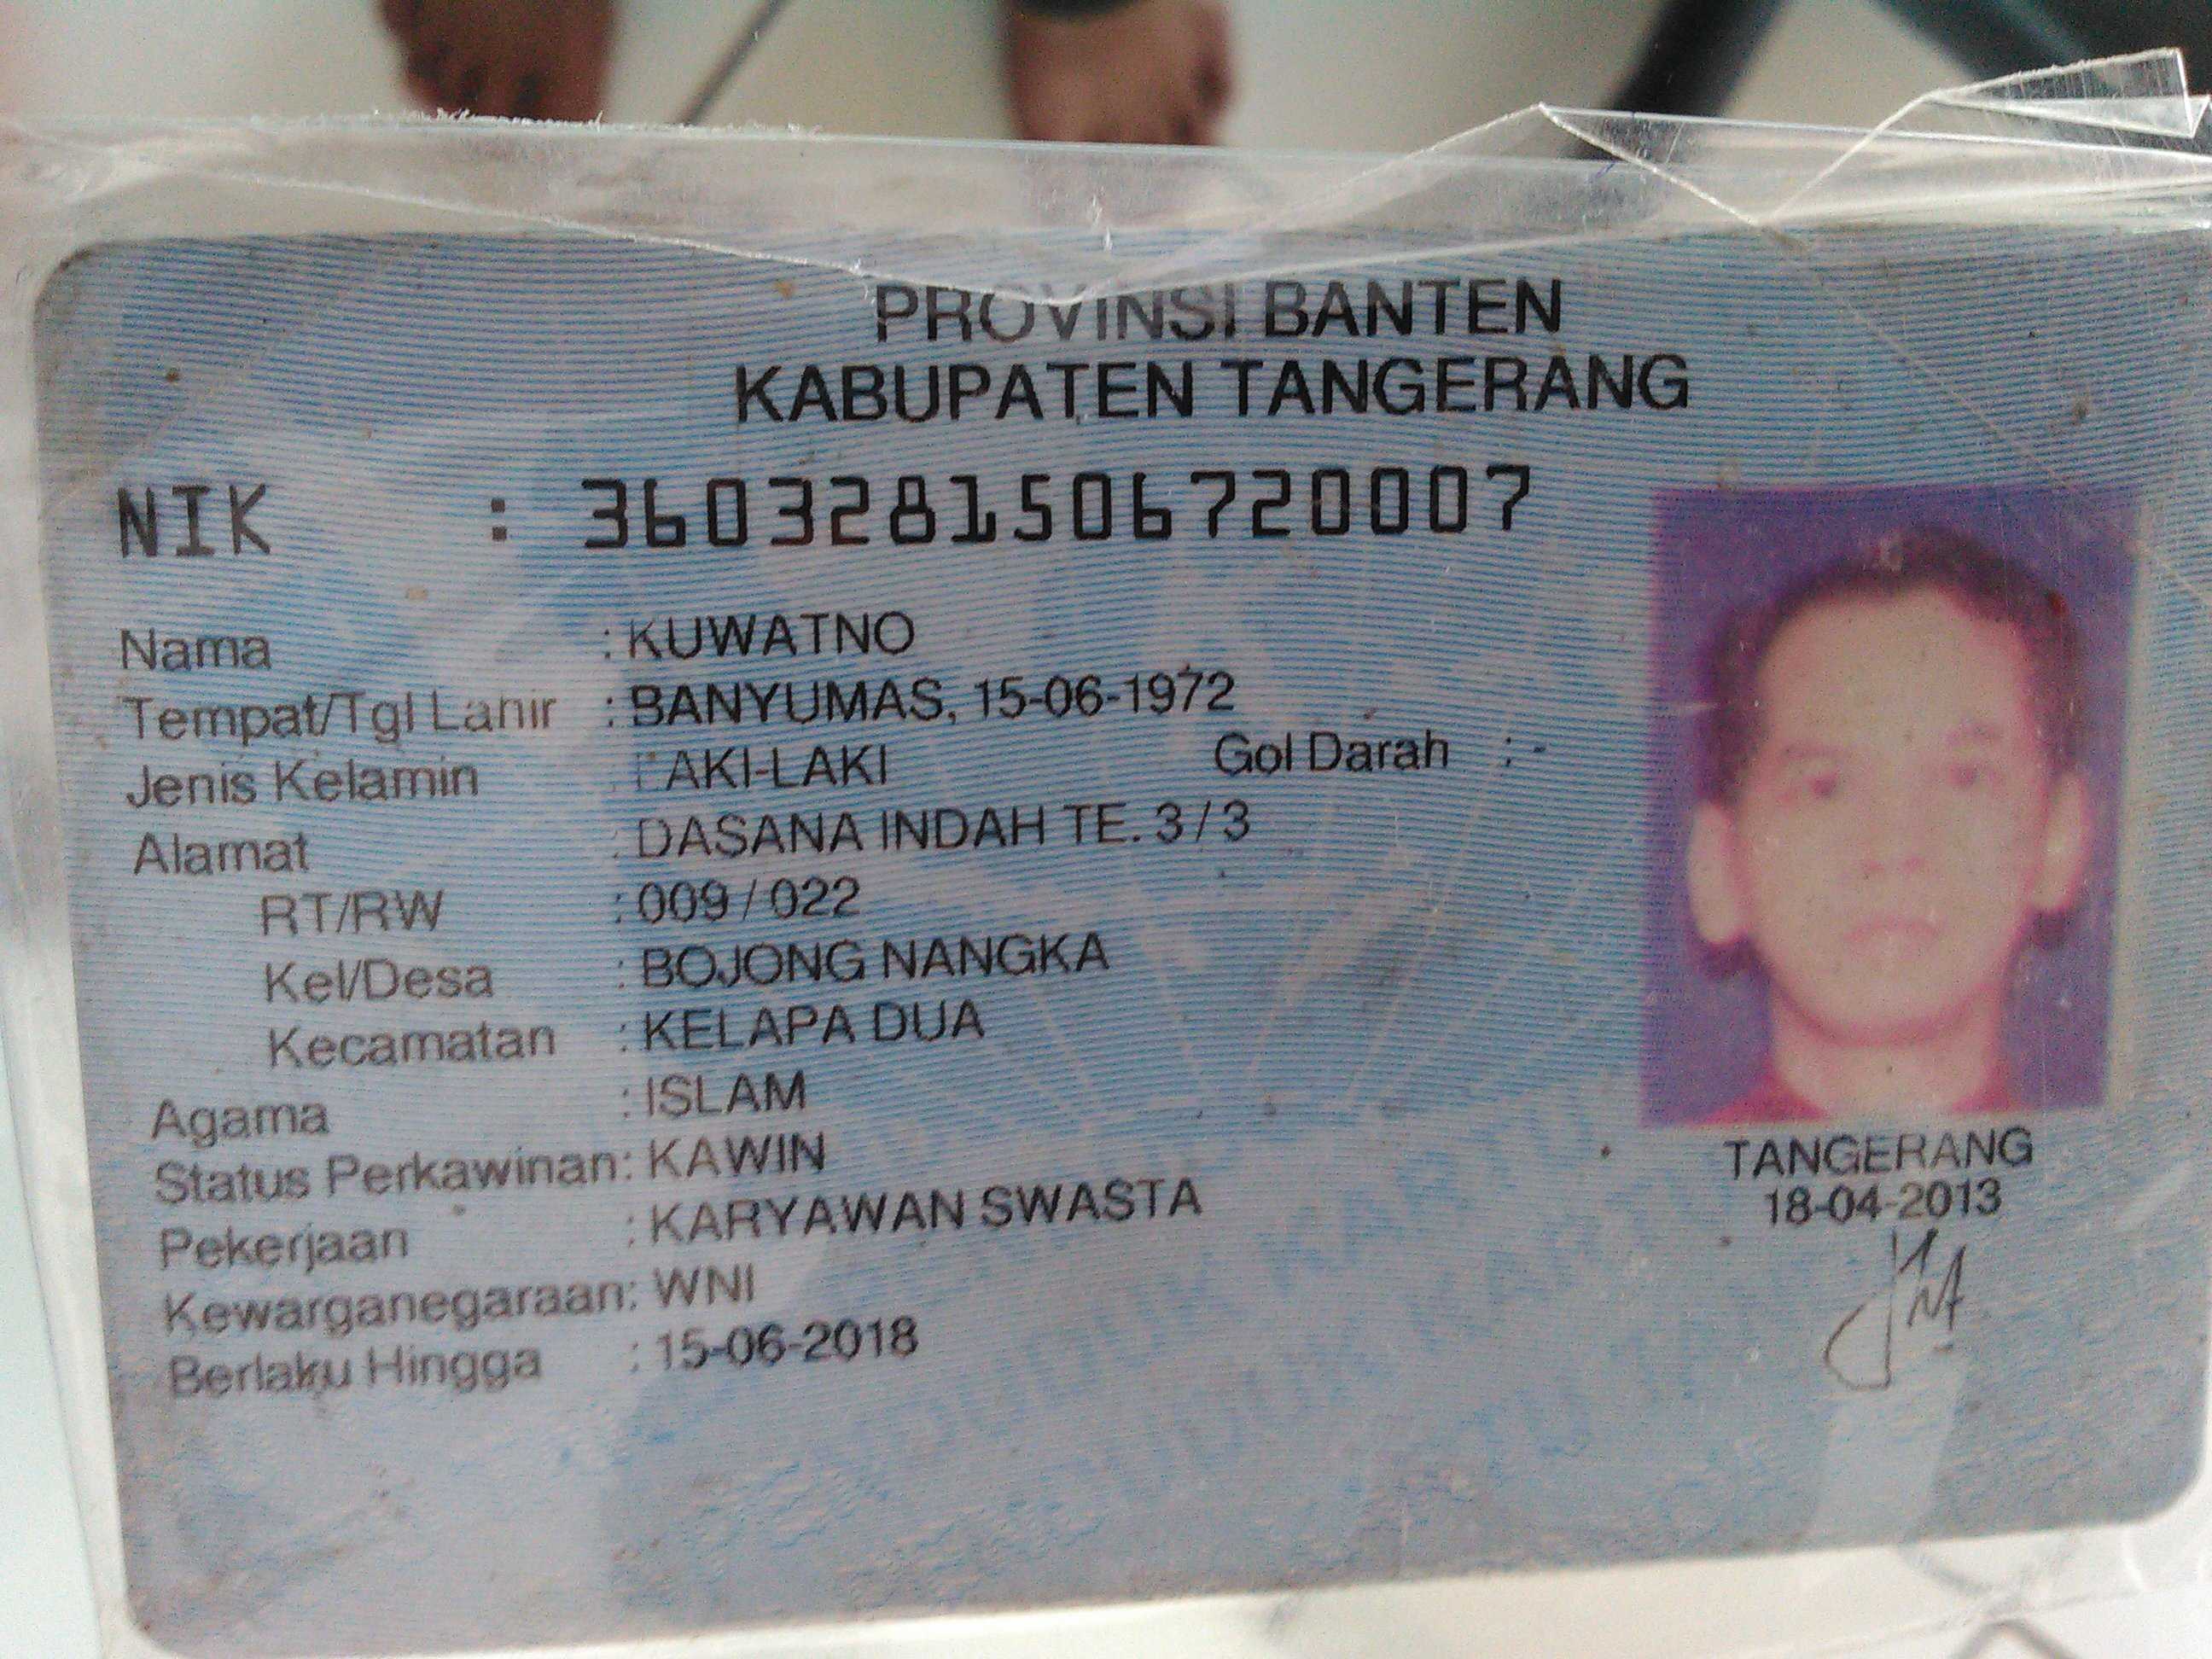 PROVINSI BANTEN
KABUPATEN TANGERANG
NIK : 3603281506720007
Nama : KUWATNO
Tempat/Tgl Lahir : BANYUMAS, 15-06-1972
Jenis Kelamin : LAKI-LAKI Gol Darah : -
Alamat : DASANA INDAH TE. 3 / 3
RT/RW : 009 / 022
Kel/Desa : BOJONG NANGKA
Kecamatan : KELAPA DUA
Agama : ISLAM
Status Perkawinan: KAWIN
Pekerjaan : KARYAWAN SWASTA
Kewarganegaraan: WNI
Berlaku Hingga : 15-06-2018
TANGERANG
18-04-2013